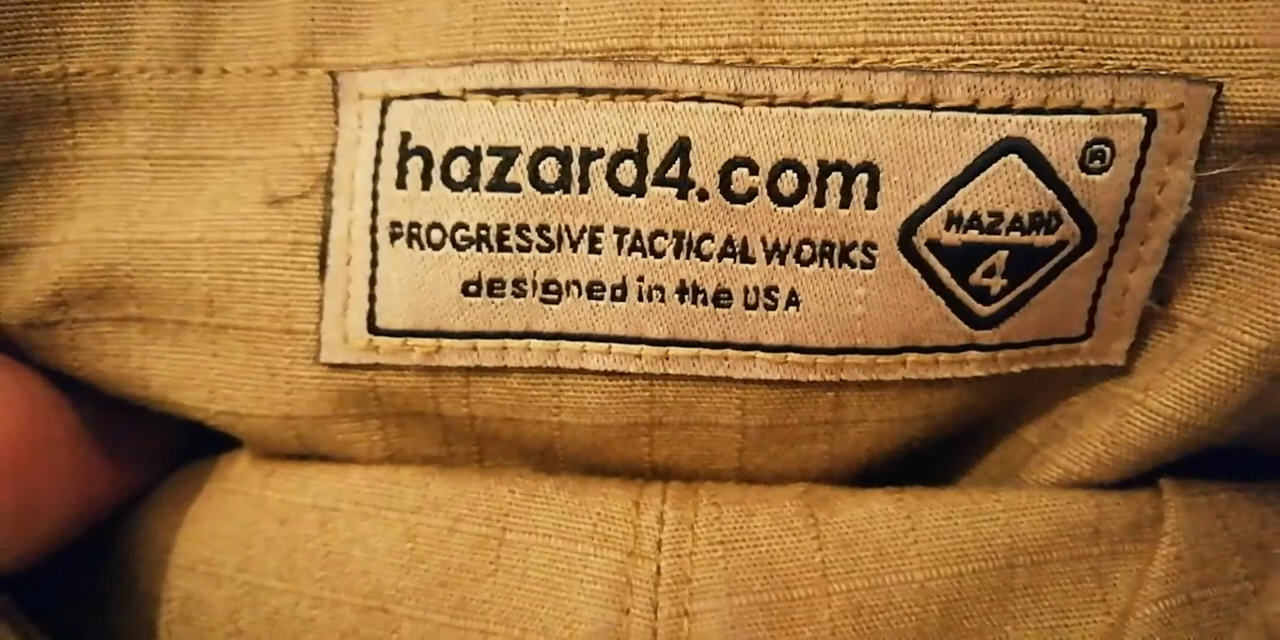 hazard4.com
PROGRESSIVE TACTICAL WORKS
designed in the USA
HAZARD
4
®